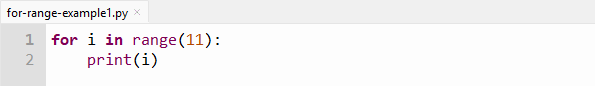 for-range-example1.py ×
1 for i in range(11):
2     print(i)